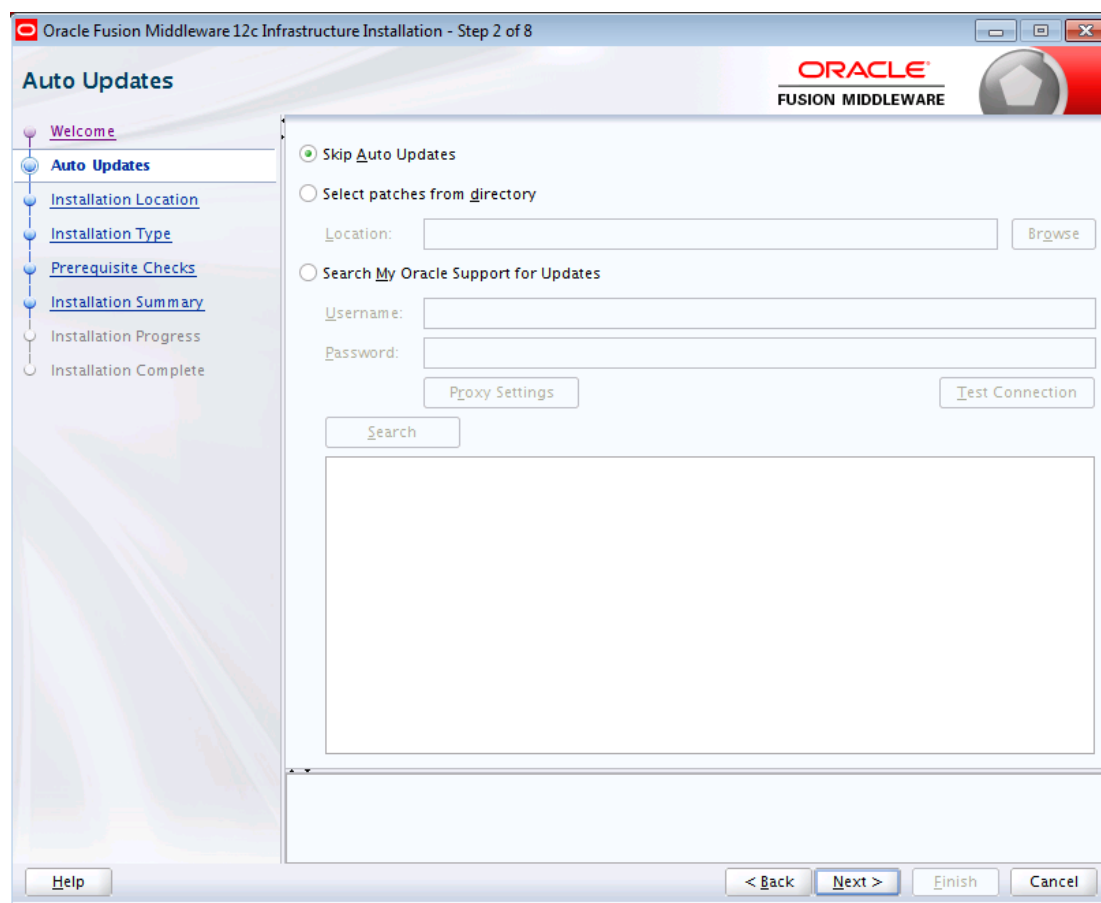 Oracle Fusion Middleware 12c Infrastructure Installation - Step 2 of 8
Auto Updates
ORACLE
FUSION MIDDLEWARE
Welcome
Auto Updates
Installation Location
Installation Type
Prerequisite Checks
Installation Summary
Installation Progress
Installation Complete
Skip Auto Updates
Select patches from directory
Location:
Browse
Search My Oracle Support for Updates
Username:
Password:
Proxy Settings
Test Connection
Search
Help
< Back
Next >
Finish
Cancel